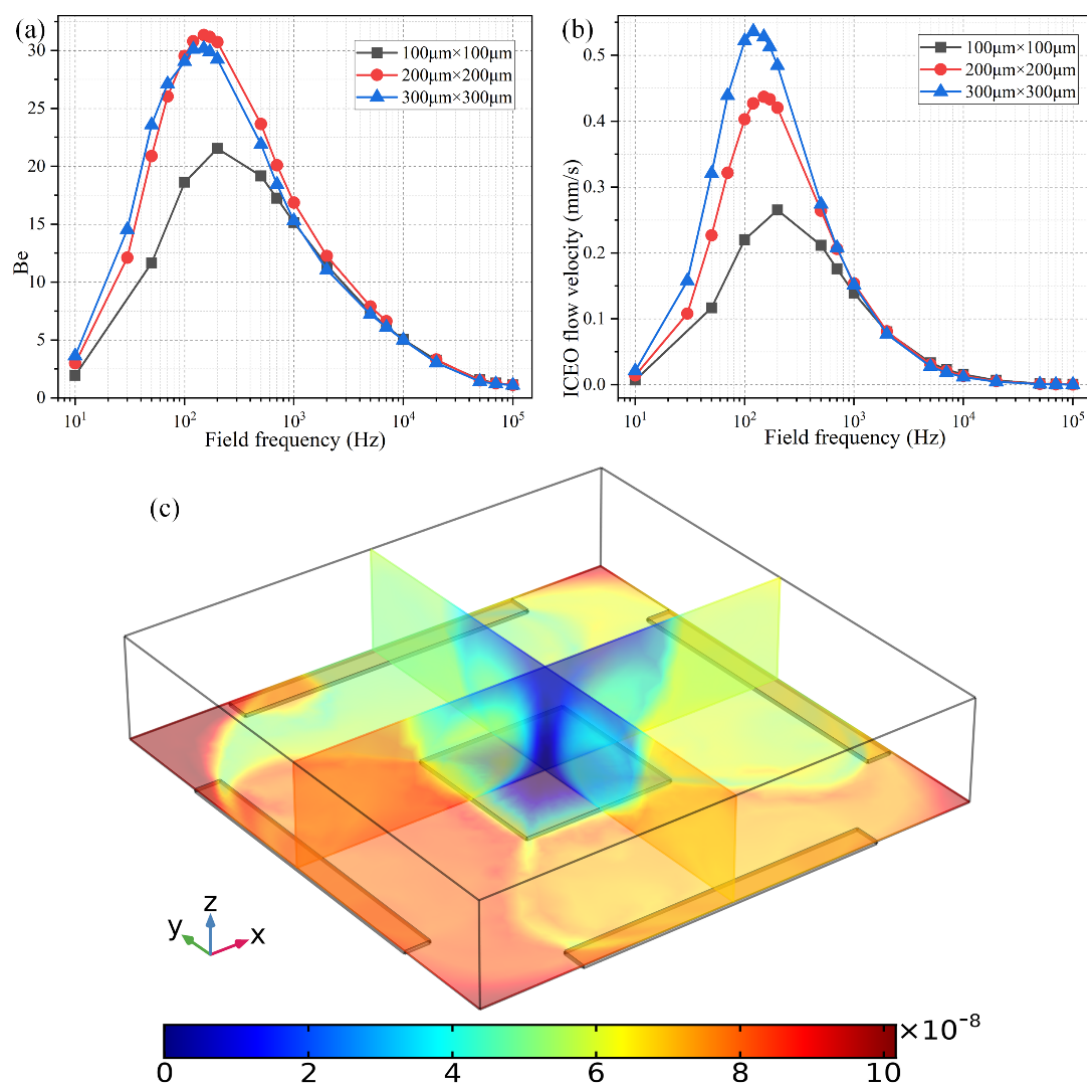 (a)
30
25
20
15
10
5
0
Be
10¹ 10² 10³ 10⁴ 10⁵
Field frequency (Hz)
100μm×100μm
200μm×200μm
300μm×300μm
(b)
0.5
0.4
0.3
0.2
0.1
0.0
ICEO flow velocity (mm/s)
10¹ 10² 10³ 10⁴ 10⁵
Field frequency (Hz)
100μm×100μm
200μm×200μm
300μm×300μm
(c)
z
y
x
×10⁻⁸
0 2 4 6 8 10